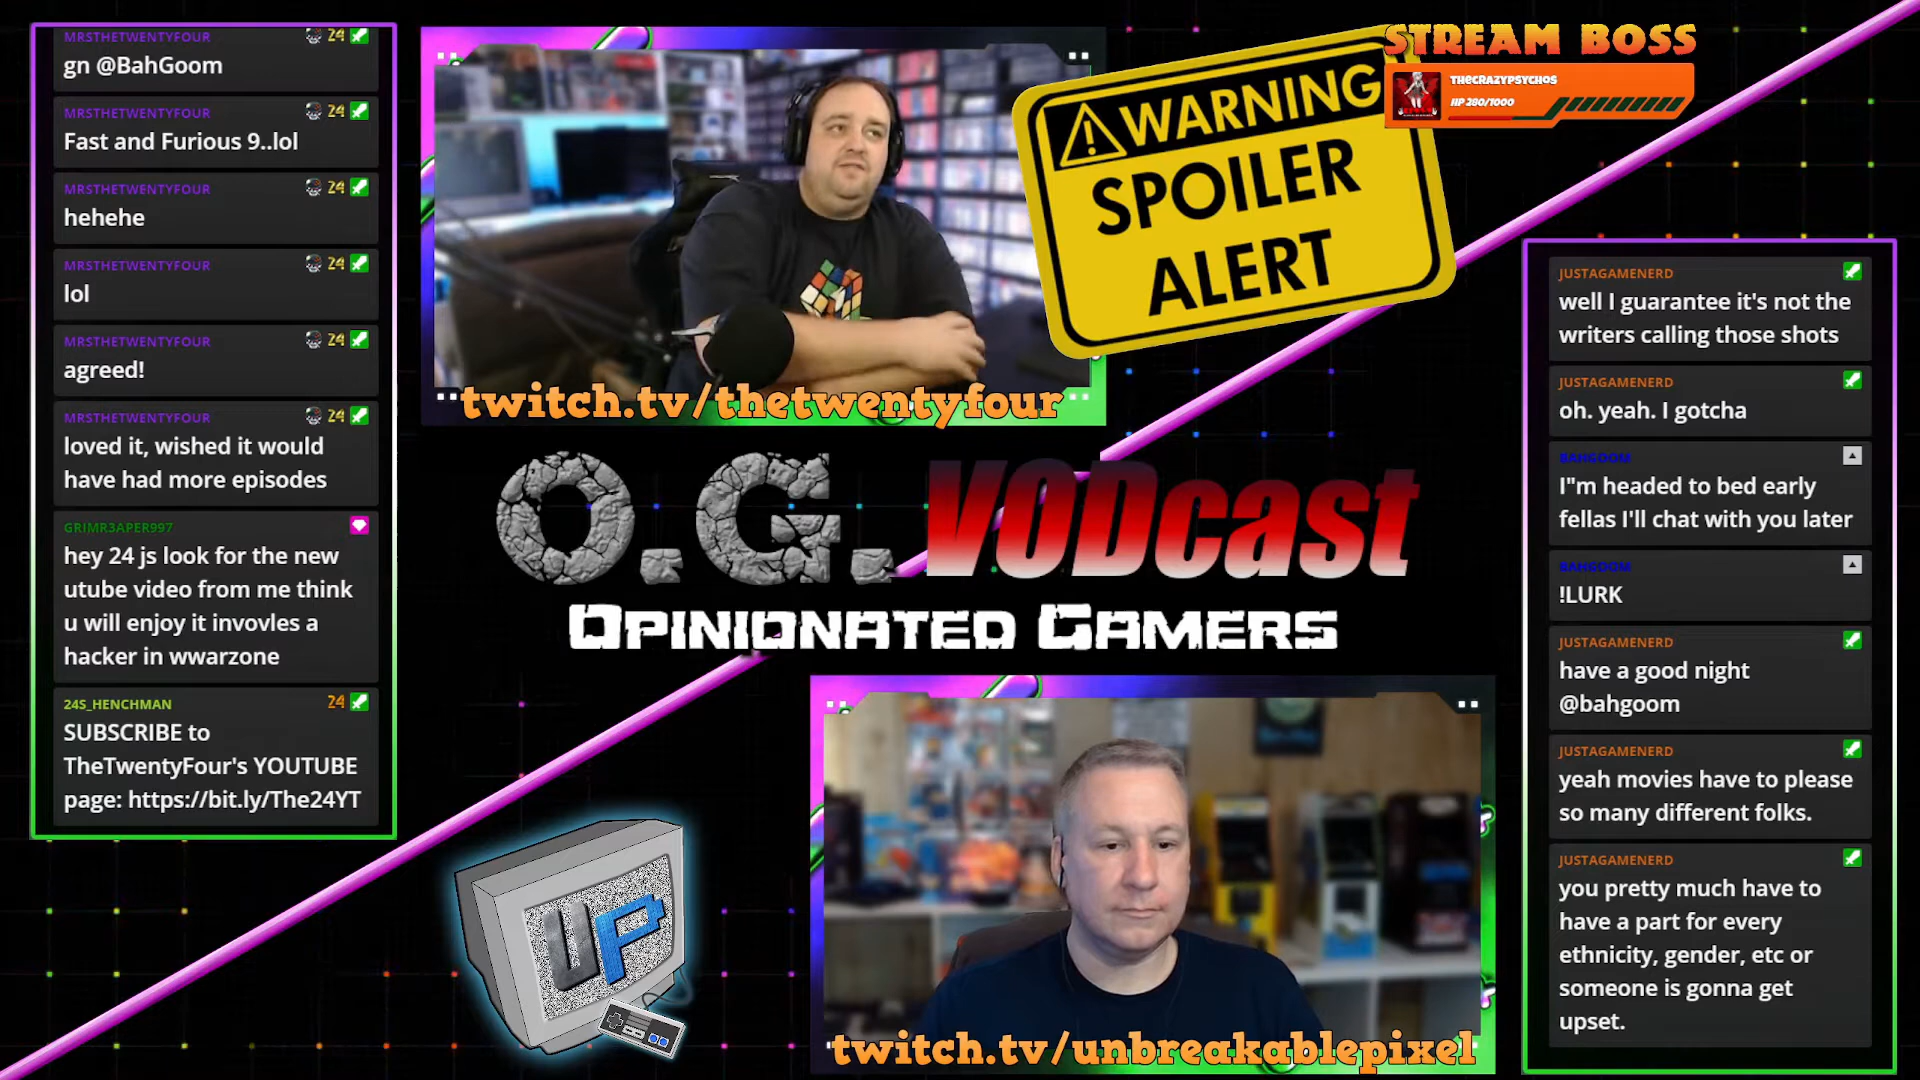 MRSTHETWENTYFOUR 24
gn @BahGoom
MRSTHETWENTYFOUR 24
Fast and Furious 9..lol
MRSTHETWENTYFOUR 24
hehehe
MRSTHETWENTYFOUR 24
lol
MRSTHETWENTYFOUR 24
agreed!
MRSTHETWENTYFOUR 24
loved it, wished it would
have had more episodes
GRIMR3APER997
hey 24 js look for the new
utube video from me think
u will enjoy it invovles a
hacker in wwarzone
24S_HENCHMAN 24
SUBSCRIBE to
TheTwentyFour's YOUTUBE
page: https://bit.ly/The24YT
twitch.tv/thetwentyfour
WARNING
SPOILER
ALERT
STREAM BOSS
THECRAZYPSYCHOS
HP 280/1000
O.G. VODcast
OPINIONATED GAMERS
UP
twitch.tv/unbreakablepixel
JUSTAGAMENERD
well I guarantee it's not the
writers calling those shots
JUSTAGAMENERD
oh. yeah. I gotcha
BAHGOOM
I"m headed to bed early
fellas I'll chat with you later
BAHGOOM
!LURK
JUSTAGAMENERD
have a good night
@bahgoom
JUSTAGAMENERD
yeah movies have to please
so many different folks.
JUSTAGAMENERD
you pretty much have to
have a part for every
ethnicity, gender, etc or
someone is gonna get
upset.